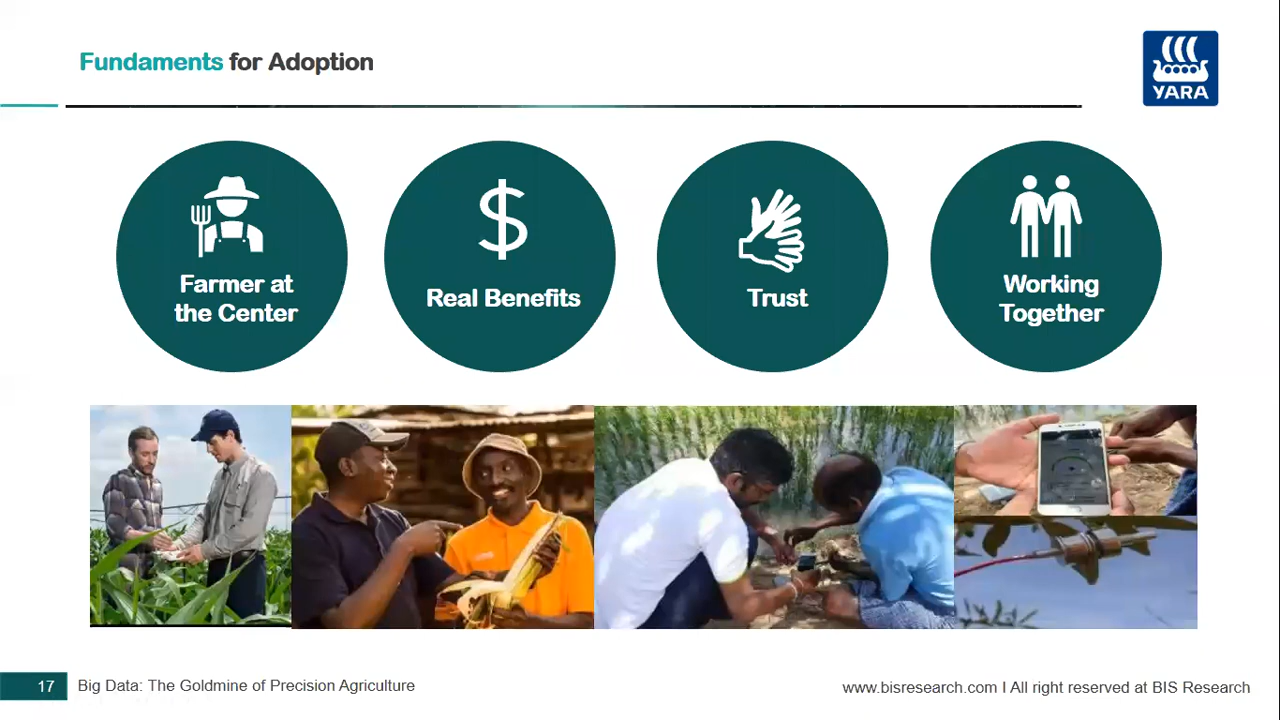 Fundaments for Adoption
YARA
Farmer at
the Center
$
Real Benefits
Trust
Working
Together
17
Big Data: The Goldmine of Precision Agriculture
www.bisresearch.com I All right reserved at BIS Research